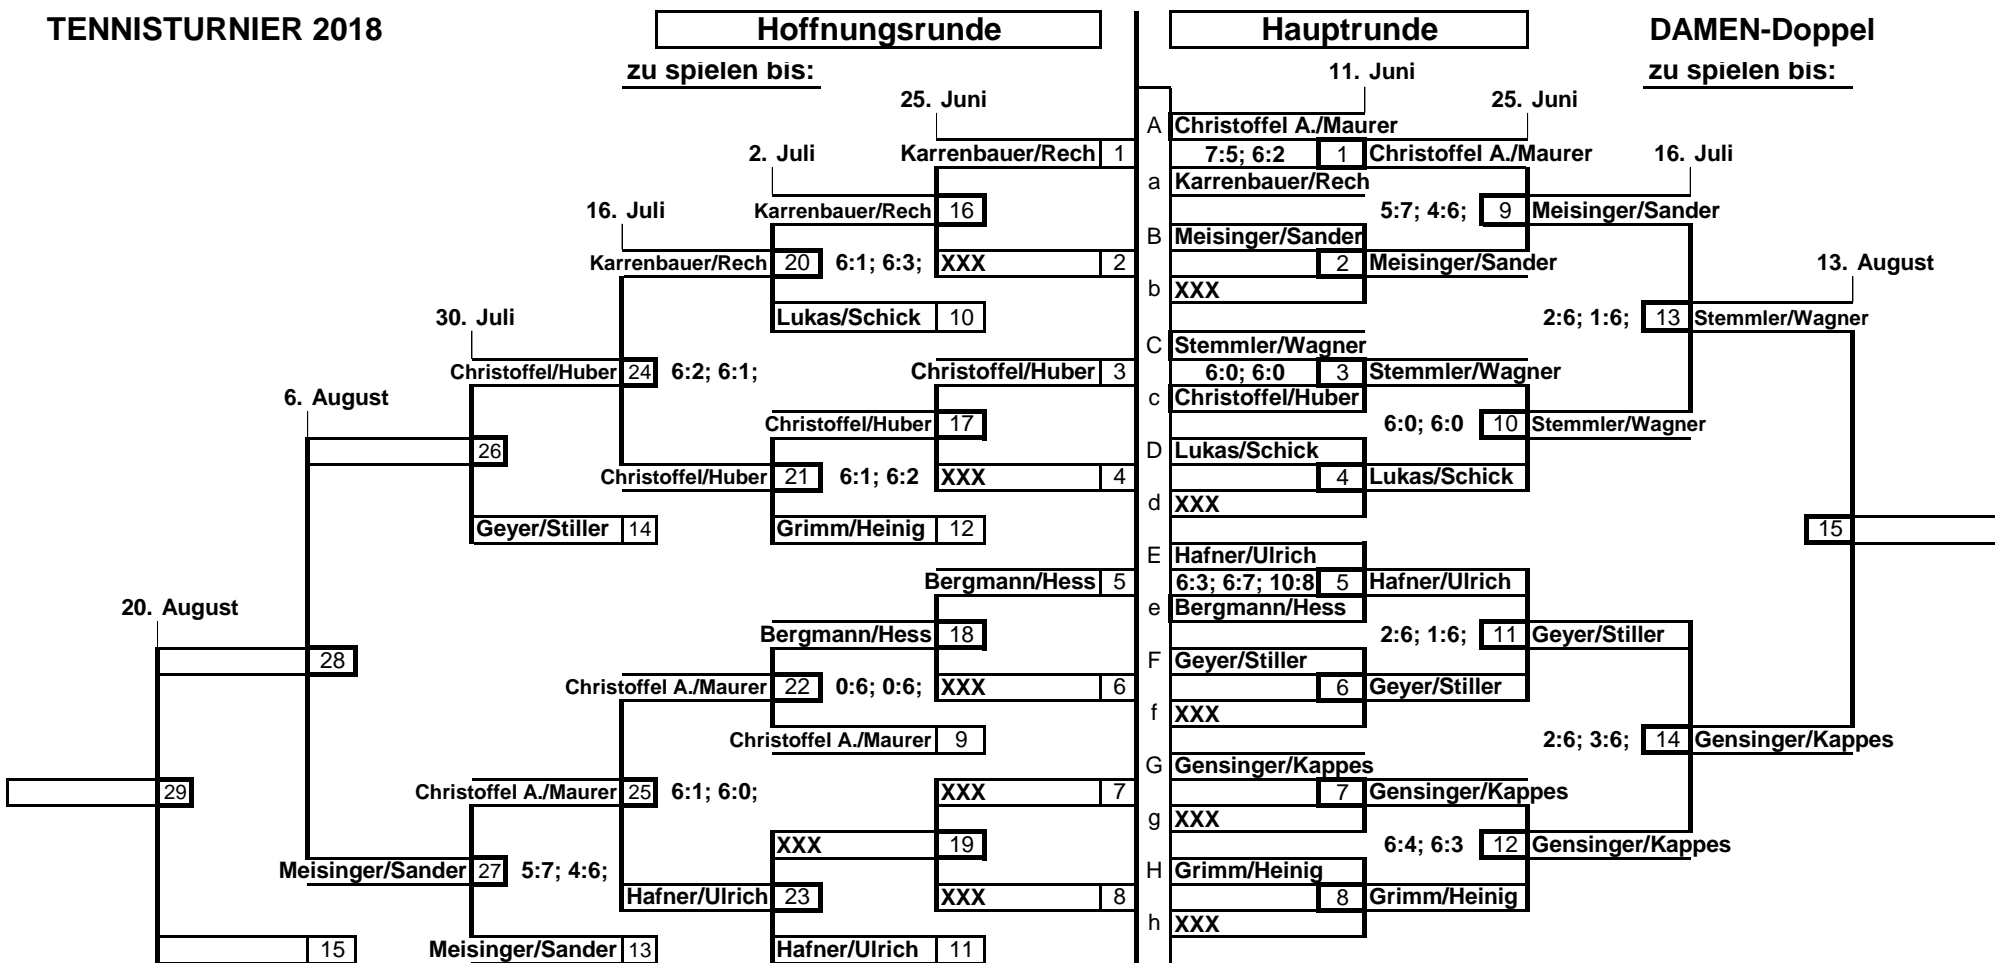 TENNISTURNIER 2018 Hoffnungsrunde Hauptrunde DAMEN-Doppel
zu spielen bis: 11. Juni zu spielen bis:
25. Juni 25. Juni
A Christoffel A./Maurer
2. Juli Karrenbauer/Rech 1 7:5; 6:2 1 Christoffel A./Maurer 16. Juli
a Karrenbauer/Rech
16. Juli Karrenbauer/Rech 16 5:7; 4:6; 9 Meisinger/Sander
B Meisinger/Sander
Karrenbauer/Rech 20 6:1; 6:3; XXX 2 2 Meisinger/Sander 13. August
b XXX
30. Juli Lukas/Schick 10 2:6; 1:6; 13 Stemmler/Wagner
C Stemmler/Wagner
Christoffel/Huber 24 6:2; 6:1; Christoffel/Huber 3 6:0; 6:0 3 Stemmler/Wagner
6. August c Christoffel/Huber
Christoffel/Huber 17 6:0; 6:0 10 Stemmler/Wagner
26 D Lukas/Schick
Christoffel/Huber 21 6:1; 6:2 XXX 4 4 Lukas/Schick
d XXX
Geyer/Stiller 14 Grimm/Heinig 12 15
E Hafner/Ulrich
Bergmann/Hess 5 6:3; 6:7; 10:8 5 Hafner/Ulrich
20. August e Bergmann/Hess
Bergmann/Hess 18 2:6; 1:6; 11 Geyer/Stiller
28 F Geyer/Stiller
Christoffel A./Maurer 22 0:6; 0:6; XXX 6 6 Geyer/Stiller
f XXX
Christoffel A./Maurer 9 2:6; 3:6; 14 Gensinger/Kappes
G Gensinger/Kappes
29 Christoffel A./Maurer 25 6:1; 6:0; XXX 7 7 Gensinger/Kappes
g XXX
XXX 19 6:4; 6:3 12 Gensinger/Kappes
Meisinger/Sander 27 5:7; 4:6; H Grimm/Heinig
Hafner/Ulrich 23 XXX 8 8 Grimm/Heinig
h XXX
15 Meisinger/Sander 13 Hafner/Ulrich 11